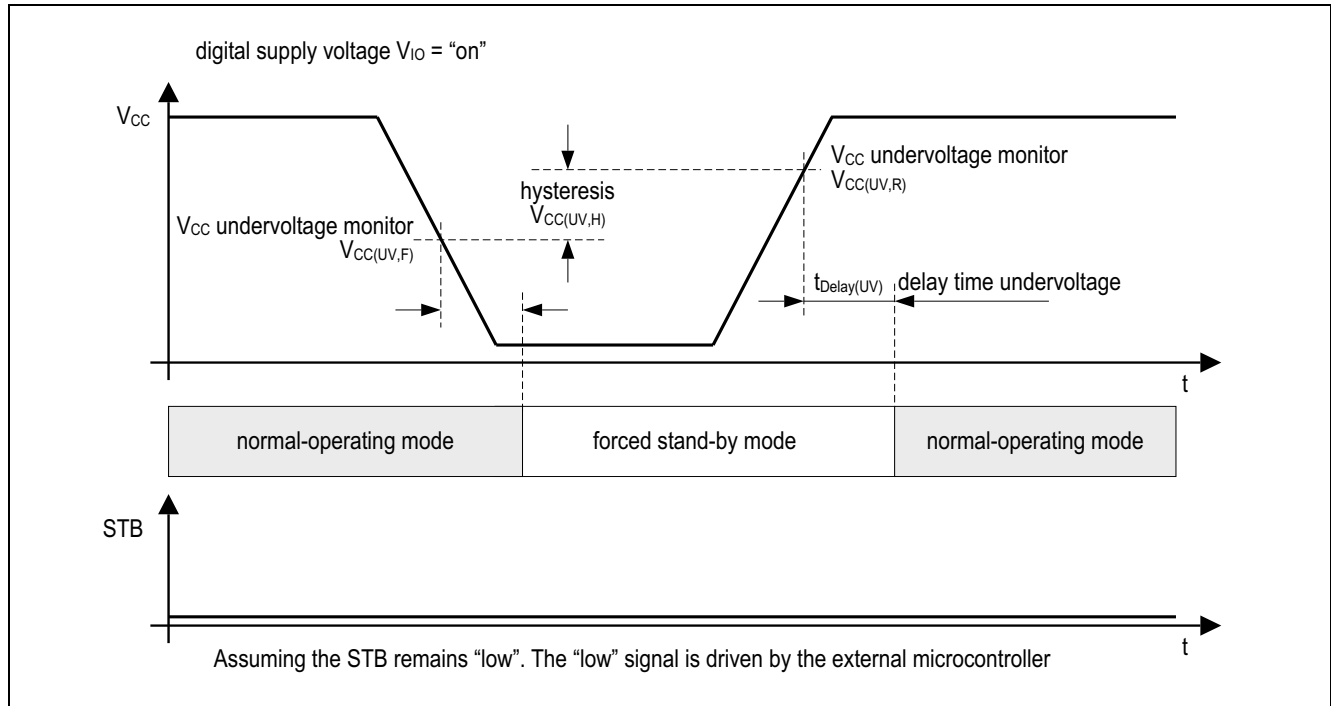 digital supply voltage VIO = “on”
VCC
VCC undervoltage monitor
VCC(UV,R)
hysteresis
VCC(UV,H)
VCC undervoltage monitor
VCC(UV,F)
tDelay(UV) delay time undervoltage
t
normal-operating mode
forced stand-by mode
normal-operating mode
STB
t
Assuming the STB remains “low”. The “low” signal is driven by the external microcontroller